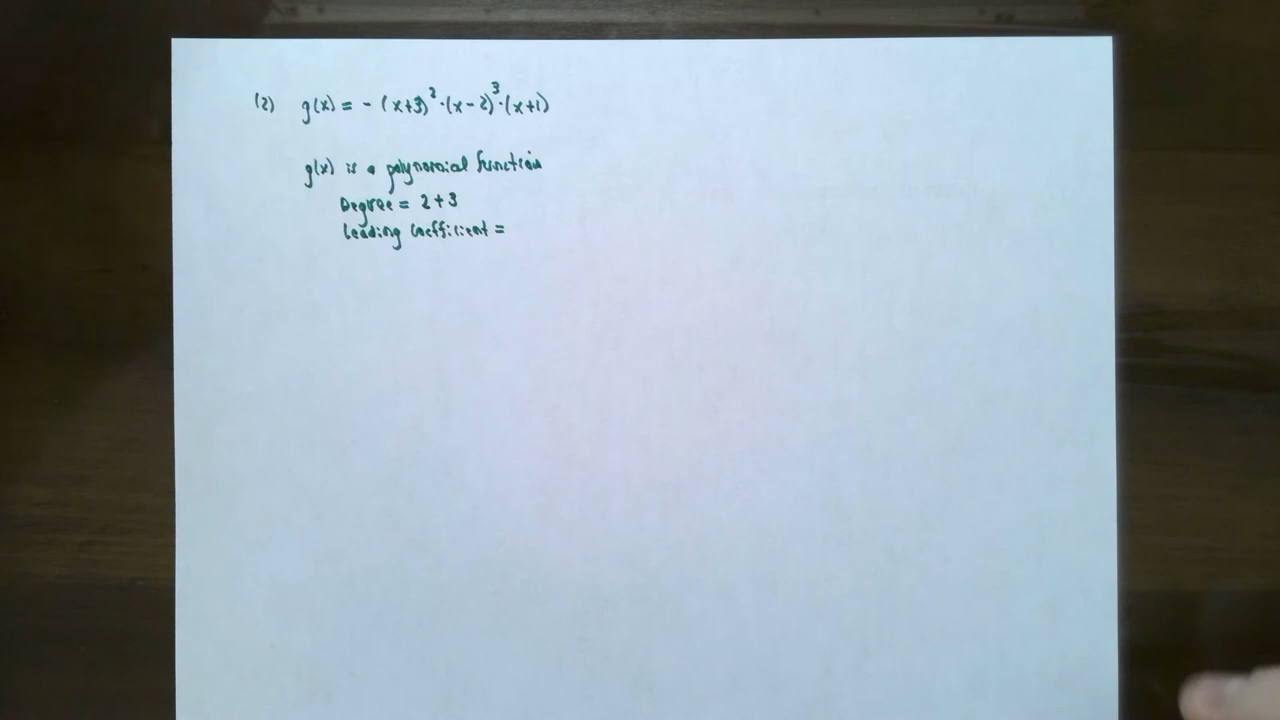 (2) g(x) = - (x+3)² · (x-2)³ · (x+1)
g(x) is a polynomial function
Degree = 2+3
Leading Coefficient =